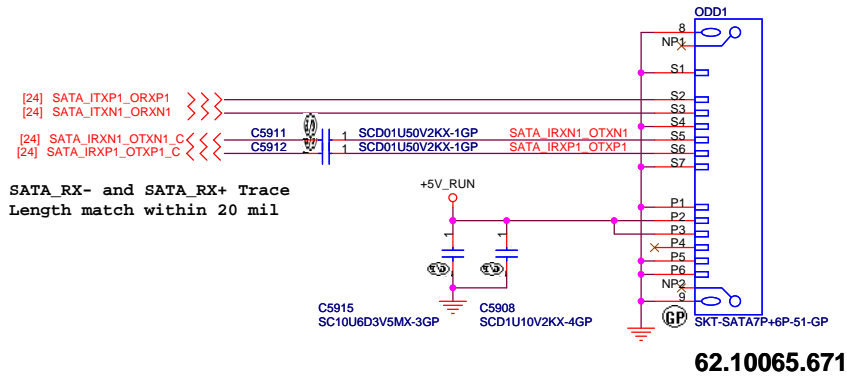 ODD1
8
NP1
S1
[24] SATA_ITXP1_ORXP1 S2
[24] SATA_ITXN1_ORXN1 S3
S4
[24] SATA_IRXN1_OTXN1_C C5911 1 SCD01U50V2KX-1GP SATA_IRXN1_OTXN1 S5
[24] SATA_IRXP1_OTXP1_C C5912 1 SCD01U50V2KX-1GP SATA_IRXP1_OTXP1 S6
S7
SATA_RX- and SATA_RX+ Trace
Length match within 20 mil
+5V_RUN
P1
P2
P3
1 1 P4
P5
P6
NP2
9
C5915 C5908
SC10U6D3V5MX-3GP SCD1U10V2KX-4GP
GP SKT-SATA7P+6P-51-GP
62.10065.671